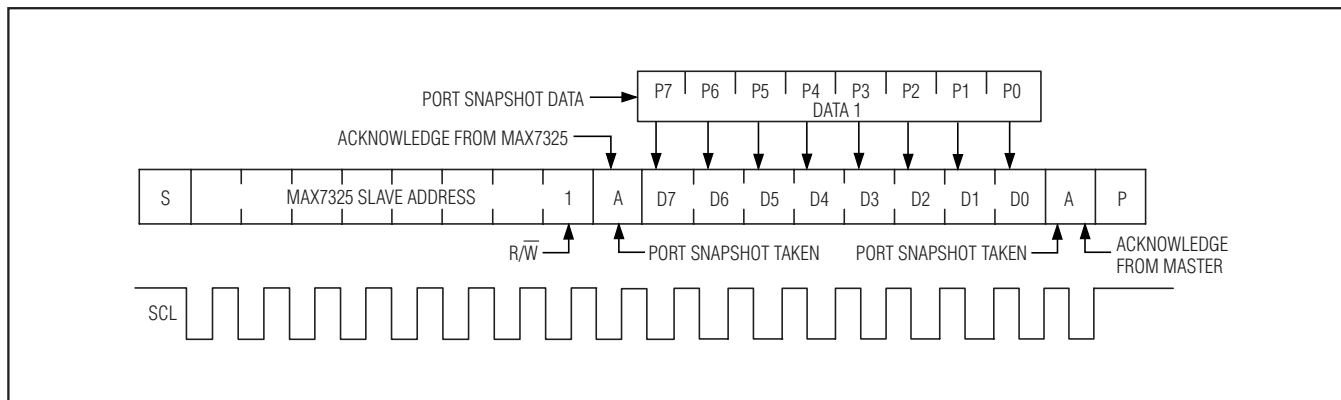 P7 P6 P5 P4 P3 P2 P1 P0
PORT SNAPSHOT DATA
DATA 1
ACKNOWLEDGE FROM MAX7325
S MAX7325 SLAVE ADDRESS 1 A D7 D6 D5 D4 D3 D2 D1 D0 A P
R/W̅ PORT SNAPSHOT TAKEN PORT SNAPSHOT TAKEN ACKNOWLEDGE
FROM MASTER
SCL